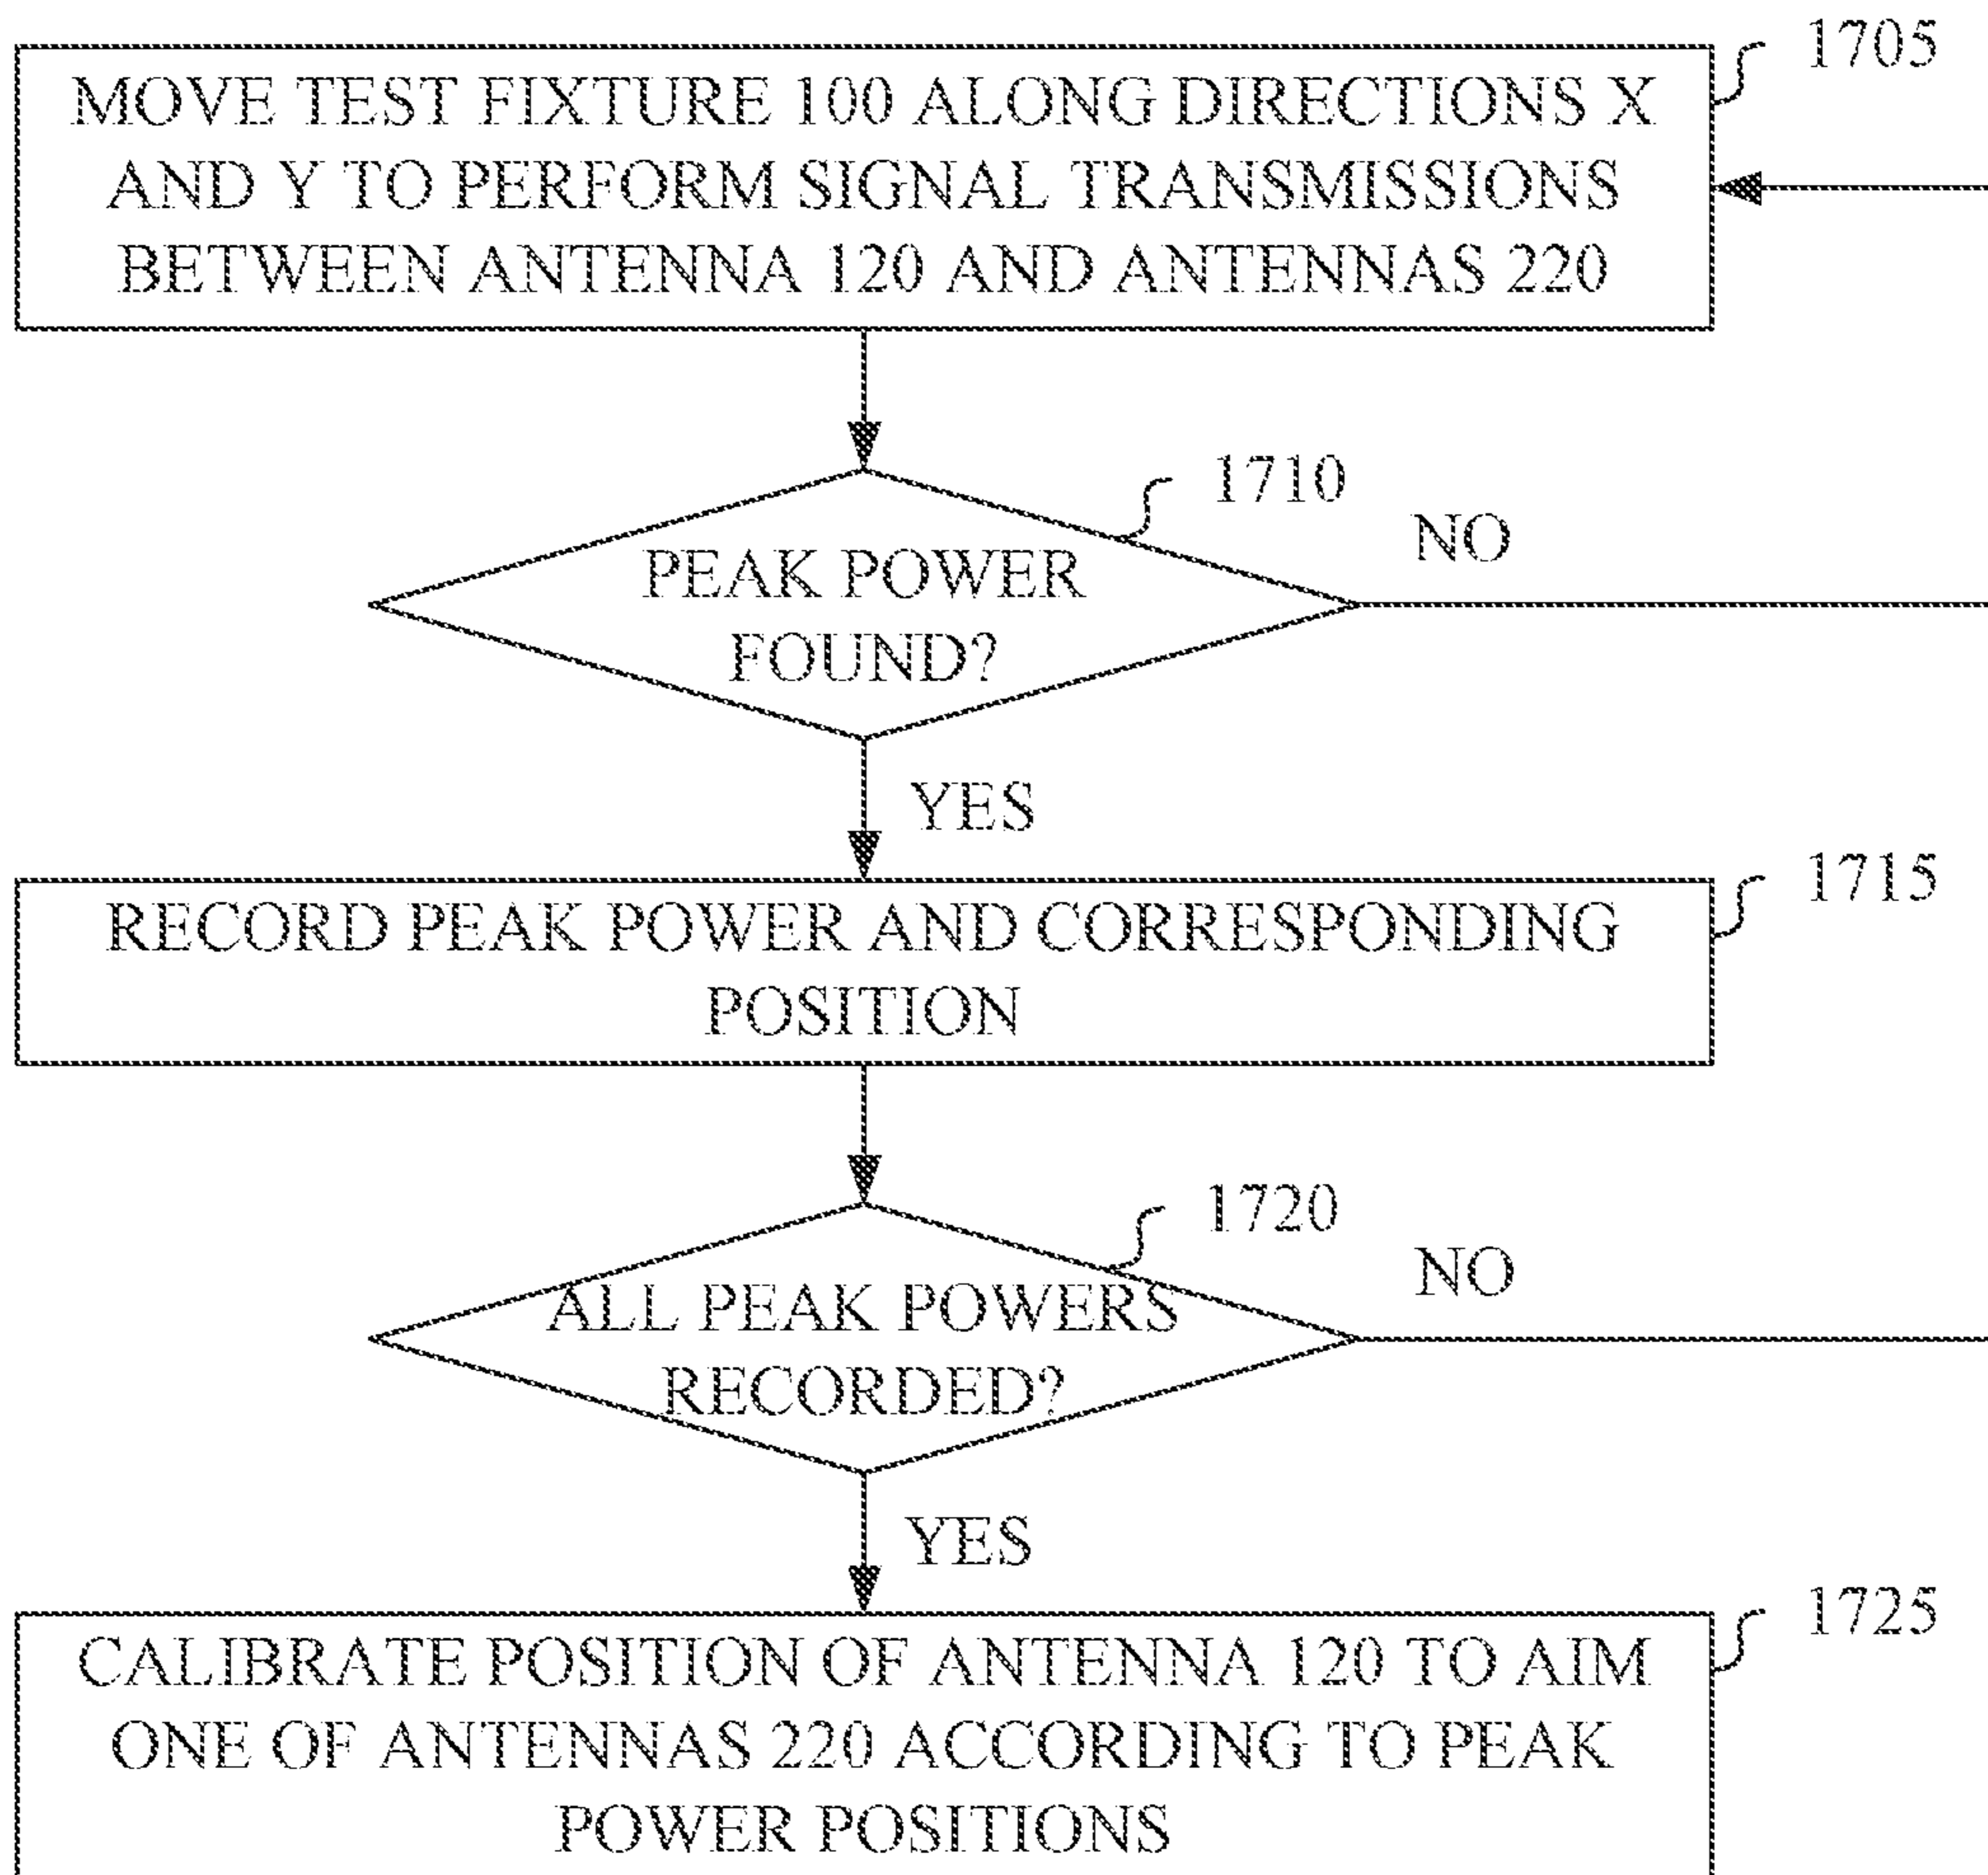 1705
MOVE TEST FIXTURE 100 ALONG DIRECTIONS X
AND Y TO PERFORM SIGNAL TRANSMISSIONS
BETWEEN ANTENNA 120 AND ANTENNAS 220
1710
NO
PEAK POWER
FOUND?
YES
1715
RECORD PEAK POWER AND CORRESPONDING
POSITION
1720
NO
ALL PEAK POWERS
RECORDED?
YES
1725
CALIBRATE POSITION OF ANTENNA 120 TO AIM
ONE OF ANTENNAS 220 ACCORDING TO PEAK
POWER POSITIONS